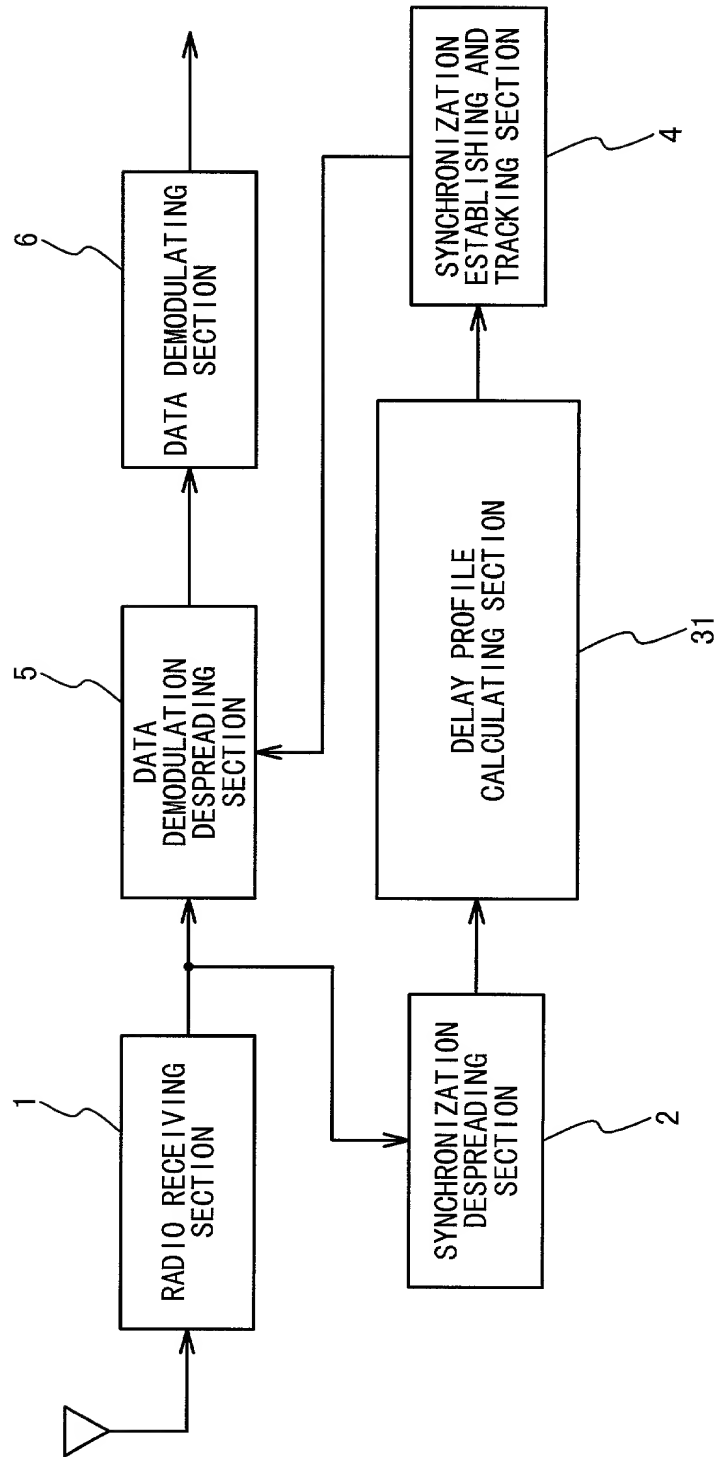 1
RADIO RECEIVING
SECTION
5
DATA
DEMODULATION
DESPREADING
SECTION
6
DATA DEMODULATING
SECTION
SYNCHRONIZATION
DESPREADING
SECTION
2
DELAY PROFILE
CALCULATING SECTION
31
SYNCHRONIZATION
ESTABLISHING AND
TRACKING SECTION
4